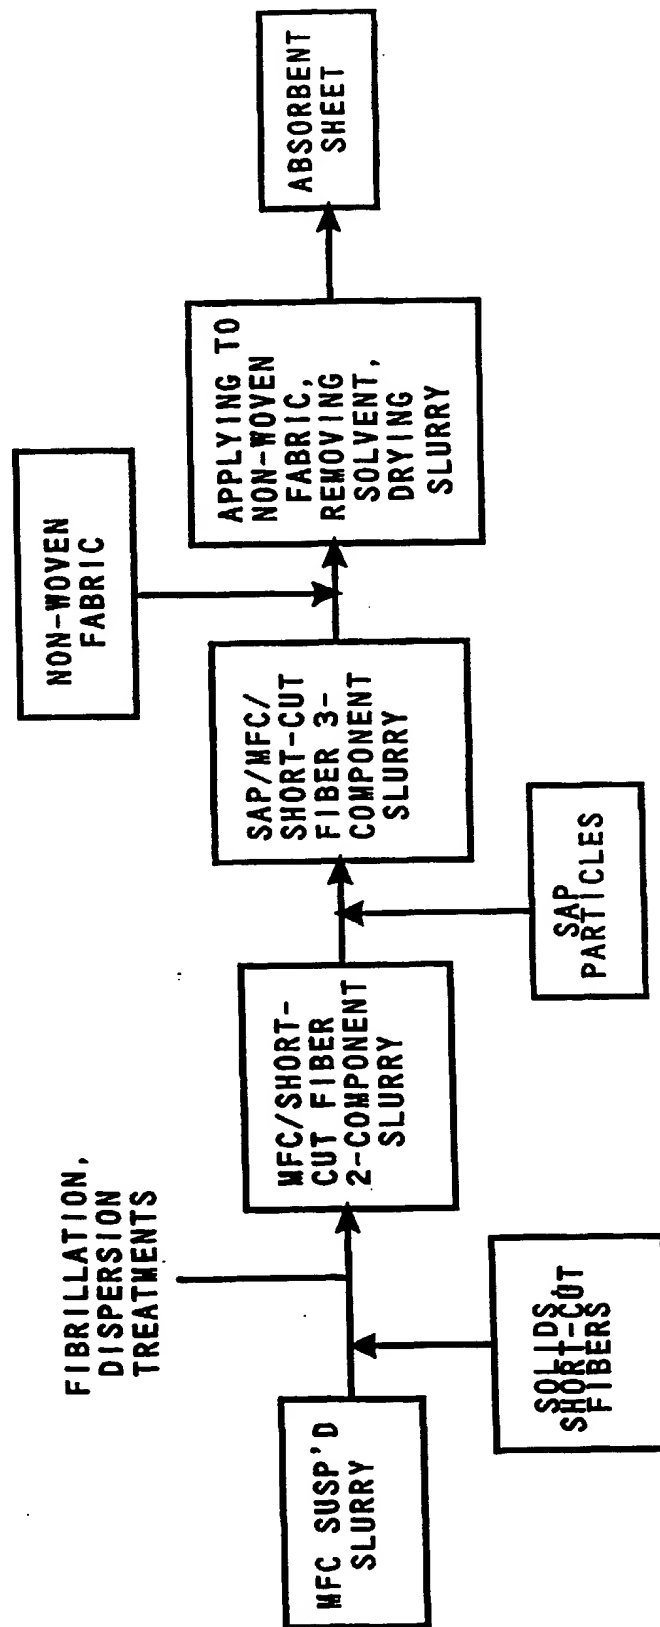 FIBRILLATION,
DISPERSION
TREATMENTS
MFC SUSP'D
SLURRY
SOLIDS,
SHORT-CUT
FIBERS
MFC/SHORT-
CUT FIBER
2-COMPONENT
SLURRY
SAP
PARTICLES
SAP/MFC/
SHORT-CUT
FIBER 3-
COMPONENT
SLURRY
NON-WOVEN
FABRIC
APPLYING TO
NON-WOVEN
FABRIC,
REMOVING
SOLVENT,
DRYING
SLURRY
ABSORBENT
SHEET